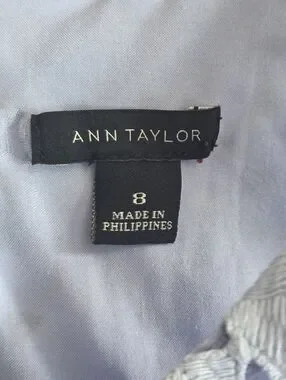 ANN TAYLOR
8
MADE IN
PHILIPPINES